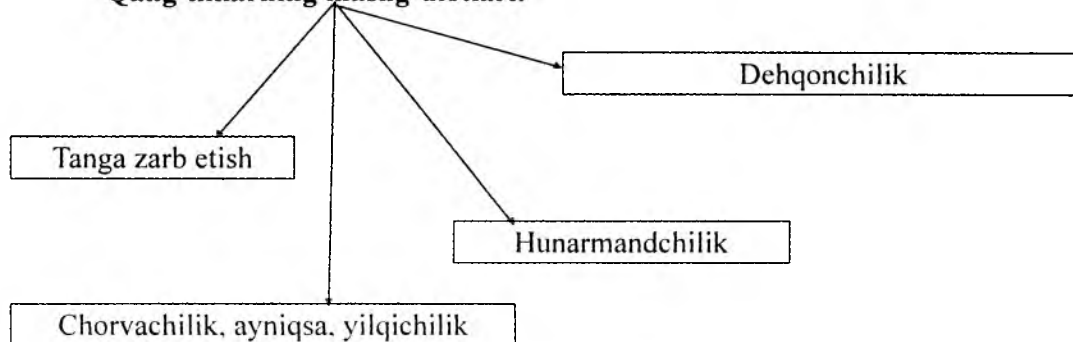 Dehqonchilik
Tanga zarb etish
Hunarmandchilik
Chorvachilik, ayniqsa, yilqichilik